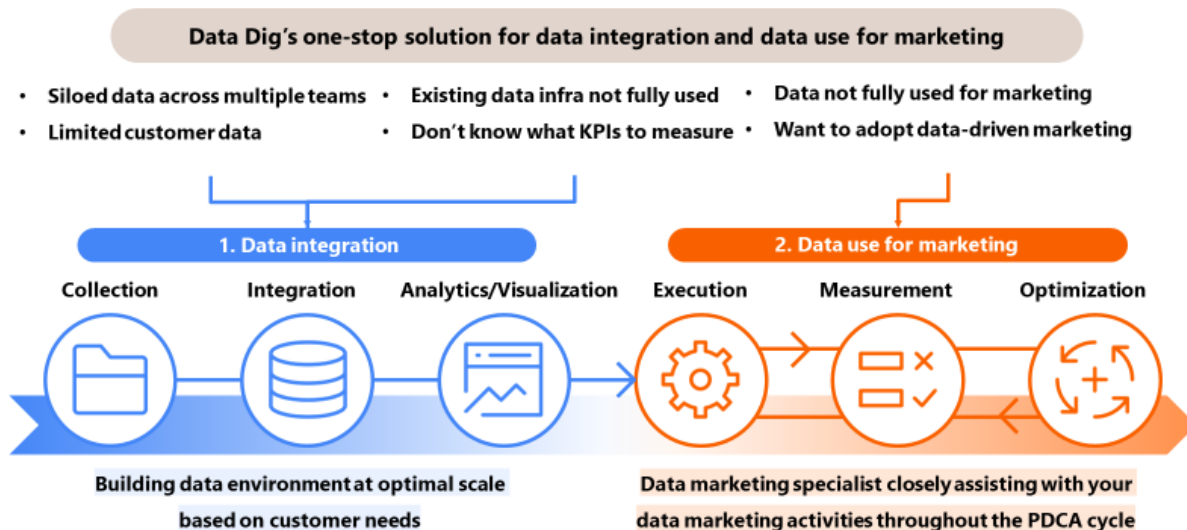 Data Dig's one-stop solution for data integration and data use for marketing
• Siloed data across multiple teams
• Limited customer data
• Existing data infra not fully used
• Don't know what KPIs to measure
• Data not fully used for marketing
• Want to adopt data-driven marketing
1. Data integration
2. Data use for marketing
Collection
Integration
Analytics/Visualization
Execution
Measurement
Optimization
Building data environment at optimal scale
based on customer needs
Data marketing specialist closely assisting with your
data marketing activities throughout the PDCA cycle